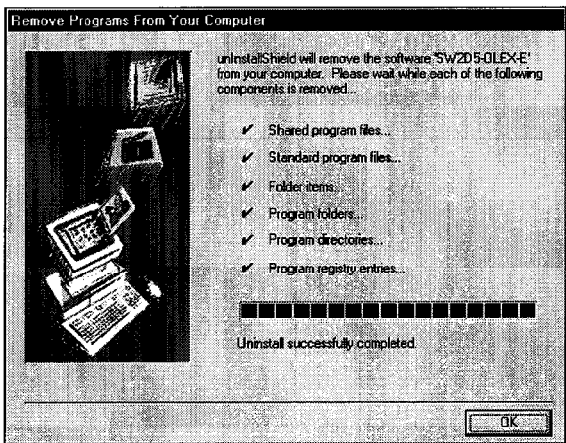 Remove Programs From Your Computer
unInstallShield will remove the software 'SW2D5-OLEX-E'
from your computer. Please wait while each of the following
components is removed...
Shared program files...
Standard program files...
Folder items...
Program folders...
Program directories...
Program registry entries...
Uninstall successfully completed.
OK